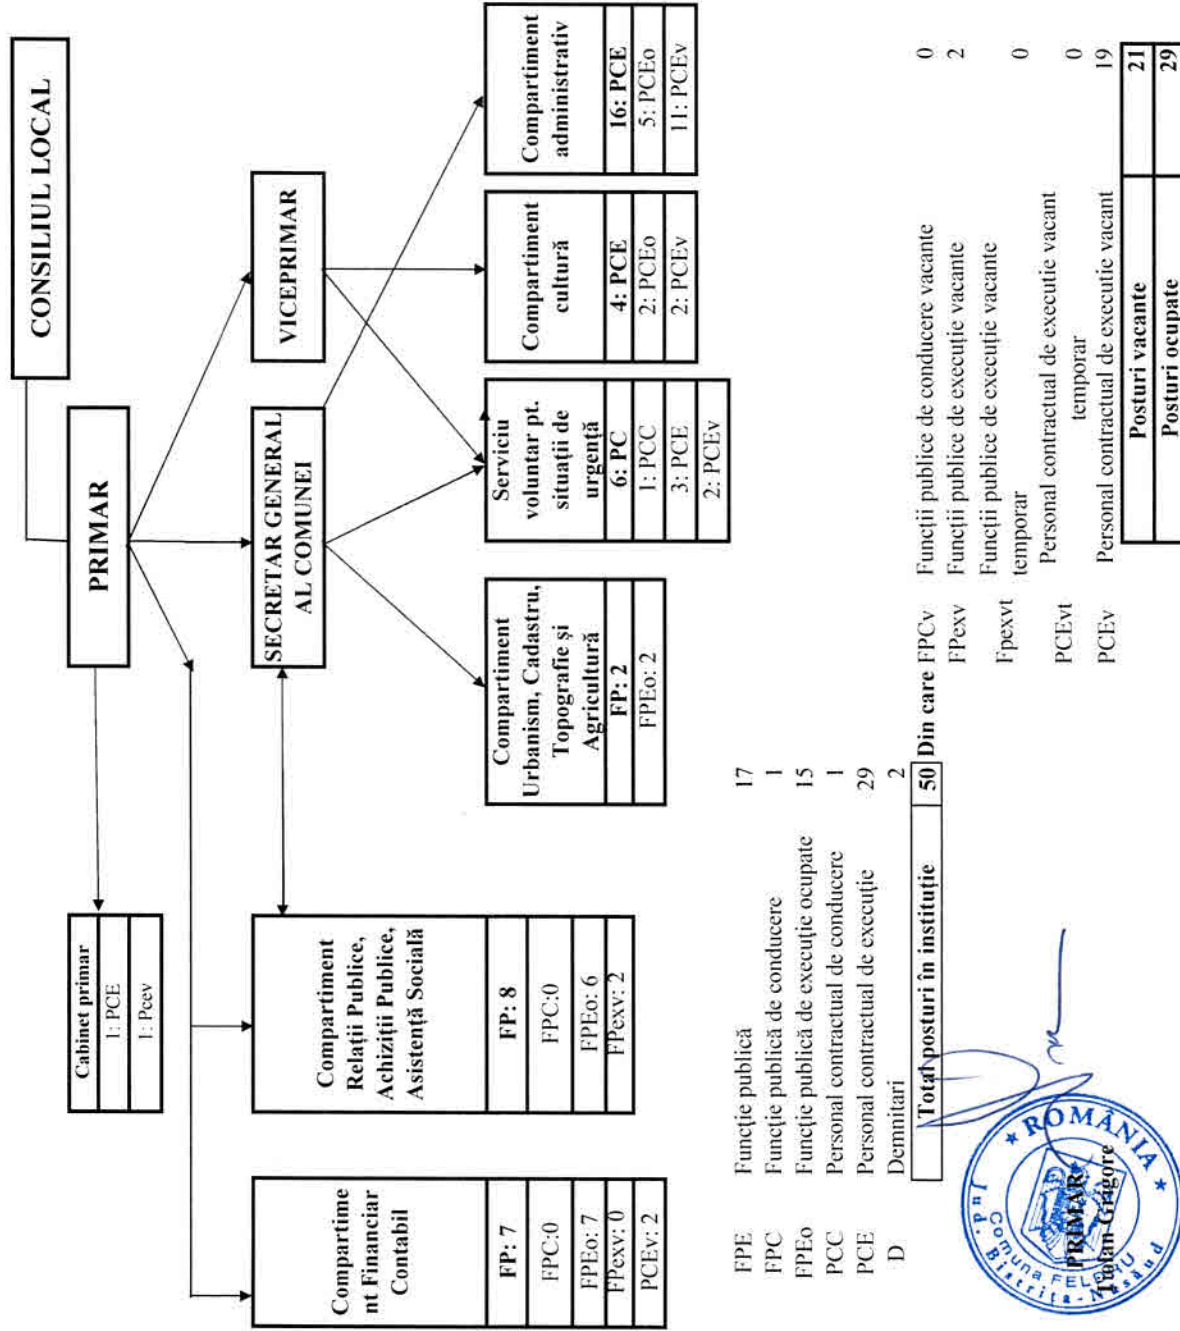 CONSILIUL LOCAL
PRIMAR
Cabinet primar
1: PCE
1: Pcev
SECRETAR GENERAL
AL COMUNEI
VICEPRIMAR
Compartime
nt Financiar
Contabil
FP: 7
FPC:0
FPEo: 7
FPexv: 0
PCEv: 2
Compartiment
Relații Publice,
Achiziții Publice,
Asistență Socială
FP: 8
FPC:0
FPEo: 6
FPexv: 2
Compartiment
Urbanism, Cadastru,
Topografie și
Agricultură
FP: 2
FPEo: 2
Serviciu
voluntar pt.
situații de
urgență
6: PC
1: PCC
3: PCE
2: PCEv
Compartiment
cultură
4: PCE
2: PCEo
2: PCEv
Compartiment
administrativ
16: PCE
5: PCEo
11: PCEv
FPE Funcție publică 17
FPC Funcție publică de conducere 1
FPEo Funcție publică de execuție ocupate 15
PCC Personal contractual de conducere 1
PCE Personal contractual de execuție 29
D Demnitari 2
Total posturi în instituție 50 Din care
FPCv Funcții publice de conducere vacante 0
FPexv Funcții publice de execuție vacante 2
Fpexvt Funcții publice de execuție vacante
temporar 0
PCEvt Personal contractual de executie vacant
temporar 0
PCEv Personal contractual de executie vacant 19
Posturi vacante 21
Posturi ocupate 29
PRIMAR,
Grigore
ROMÂNIA
Jud. Bistrița-Năsăud
Comuna FELDRU